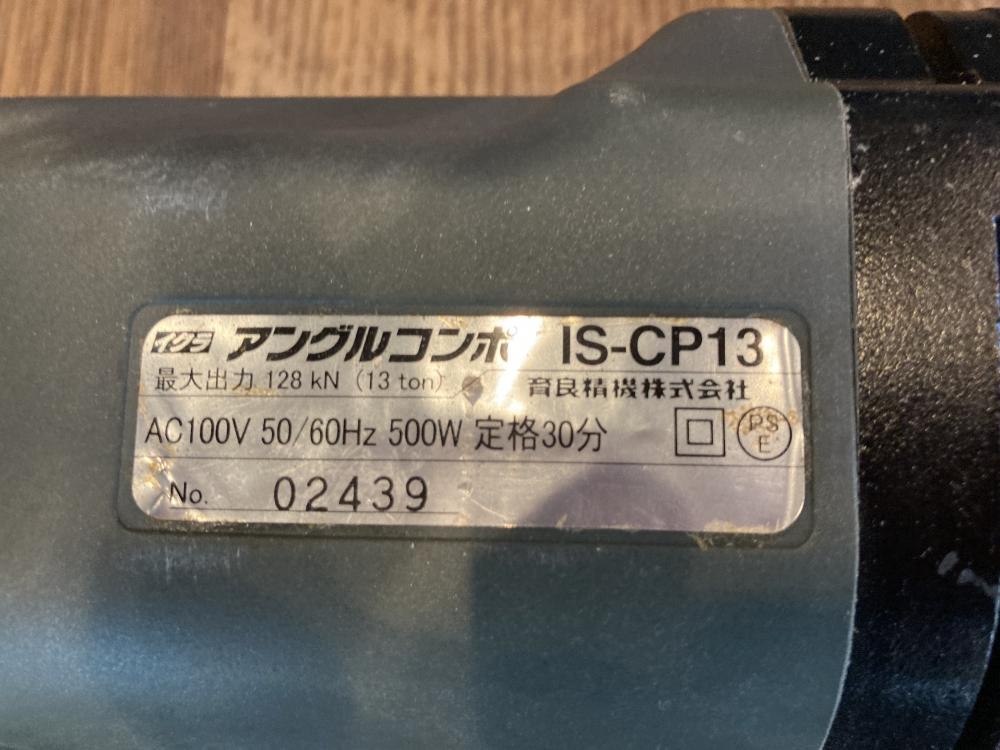 イクラ アングルコンポ IS-CP13
最大出力 128 kN (13 ton) 育良精機株式会社
AC100V 50/60Hz 500W 定格30分 PSE
No. 02439